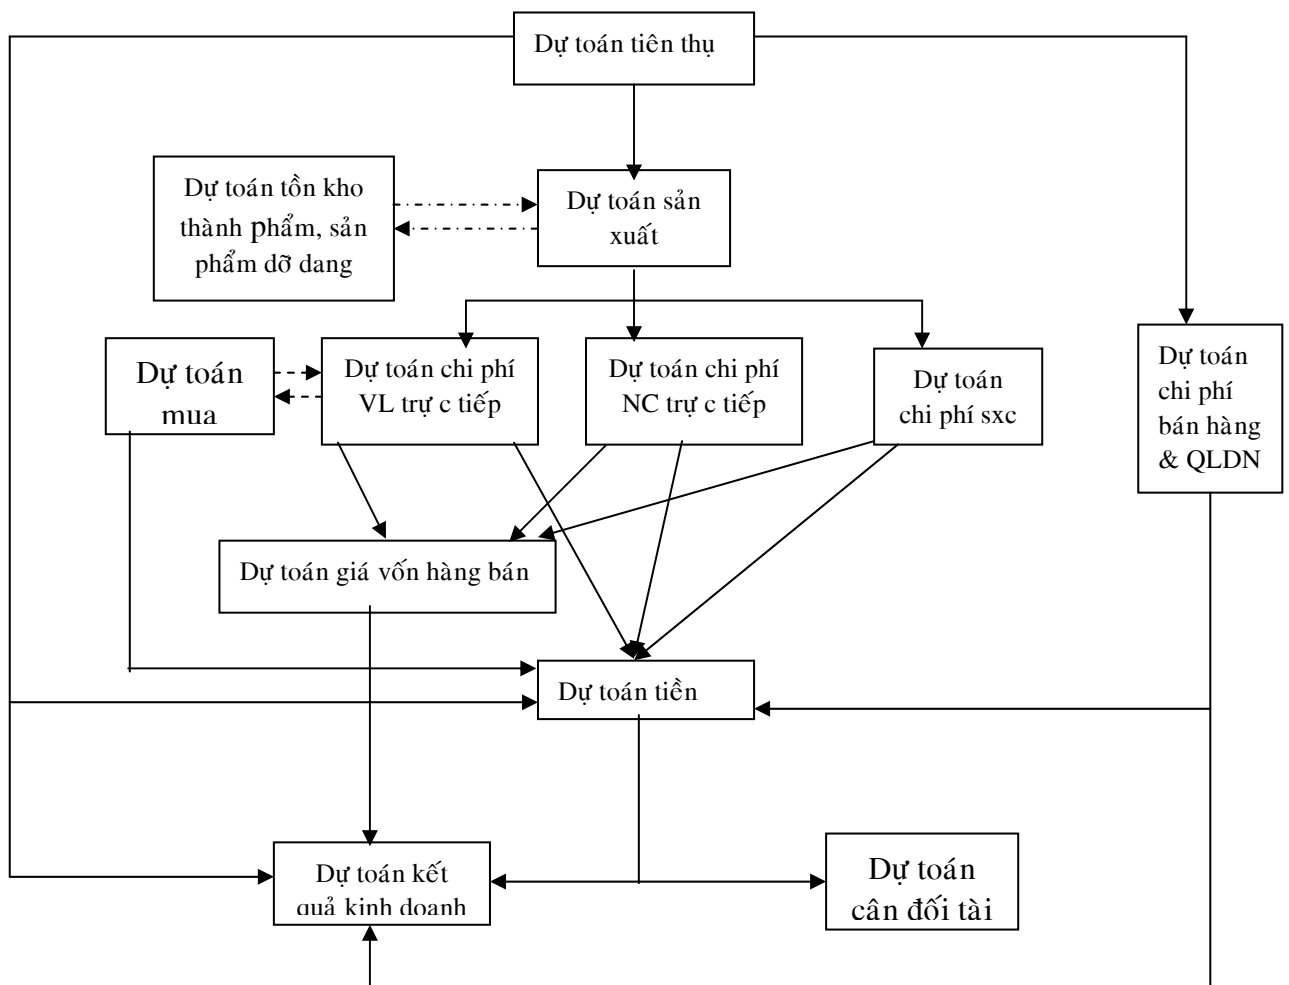 Dự toán tiên thụ
Dự toán tồn kho
thành phẩm, sản
phẩm dỡ dang
Dự toán sản
xuất
Dự toán
mua
Dự toán chi phí
VL trự c tiếp
Dự toán chi phí
NC trự c tiếp
Dự toán
chi phí sxc
Dự toán
chi phí
bán hàng
& QLDN
Dự toán giá vốn hàng bán
Dự toán tiền
Dự toán kết
quả kinh doanh
Dự toán
cân đối tài